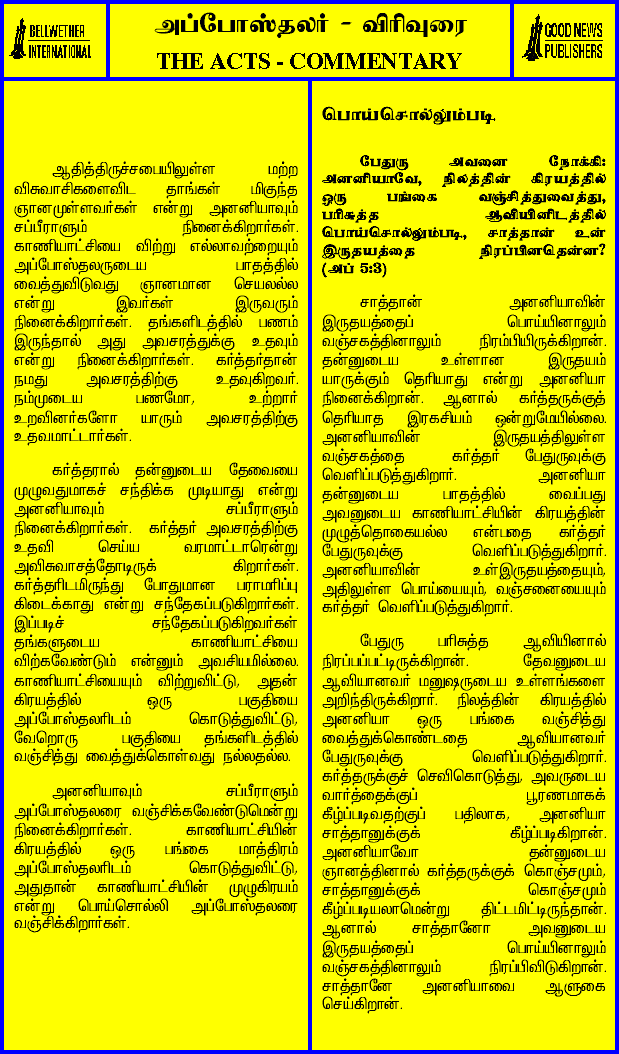 BELLWETHER
INTERNATIONAL
அப்போஸ்தலர் - விரிவுரை
THE ACTS - COMMENTARY
GOOD NEWS
PUBLISHERS
ஆதித்திருச்சபையிலுள்ள மற்ற
விசுவாசிகளைவிட தாங்கள் மிகுந்த
ஞானமுள்ளவர்கள் என்று அனனியாவும்
சப்பீராளும் நினைக்கிறார்கள்.
காணியாட்சியை விற்று எல்லாவற்றையும்
அப்போஸ்தலருடைய பாதத்தில்
வைத்துவிடுவது ஞானமான செயலல்ல
என்று இவர்கள் இருவரும்
நினைக்கிறார்கள். தங்களிடத்தில் பணம்
இருந்தால் அது அவசரத்துக்கு உதவும்
என்று நினைக்கிறார்கள். கர்த்தர்தான்
நமது அவசரத்திற்கு உதவுகிறவர்.
நம்முடைய பணமோ, உற்றார்
உறவினர்களோ யாரும் அவசரத்திற்கு
உதவமாட்டார்கள்.
கர்த்தரால் தன்னுடைய தேவையை
முழுவதுமாகச் சந்திக்க முடியாது என்று
அனனியாவும் சப்பீராளும்
நினைக்கிறார்கள். கர்த்தர் அவசரத்திற்கு
உதவி செய்ய வரமாட்டாரென்று
அவிசுவாசத்தோடிருக் கிறார்கள்.
கர்த்தரிடமிருந்து போதுமான பராமரிப்பு
கிடைக்காது என்று சந்தேகப்படுகிறார்கள்.
இப்படிச் சந்தேகப்படுகிறவர்கள்
தங்களுடைய காணியாட்சியை
விற்கவேண்டும் என்னும் அவசியமில்லை.
காணியாட்சியையும் விற்றுவிட்டு, அதன்
கிரயத்தில் ஒரு பகுதியை
அப்போஸ்தலரிடம் கொடுத்துவிட்டு,
வேறொரு பகுதியை தங்களிடத்தில்
வஞ்சித்து வைத்துக்கொள்வது நல்லதல்ல.
அனனியாவும் சப்பீராளும்
அப்போஸ்தலரை வஞ்சிக்கவேண்டுமென்று
நினைக்கிறார்கள். காணியாட்சியின்
கிரயத்தில் ஒரு பங்கை மாத்திரம்
அப்போஸ்தலரிடம் கொடுத்துவிட்டு,
அதுதான் காணியாட்சியின் முழுகிரயம்
என்று பொய்சொல்லி அப்போஸ்தலரை
வஞ்சிக்கிறார்கள்.
பொய்சொல்லும்படி
பேதுரு அவனை நோக்கி:
அனனியாவே, நிலத்தின் கிரயத்தில்
ஒரு பங்கை வஞ்சித்துவைத்து,
பரிசுத்த ஆவியினிடத்தில்
பொய்சொல்லும்படி, சாத்தான் உன்
இருதயத்தை நிரப்பினதென்ன?
(அப் 5:3)
சாத்தான் அனனியாவின்
இருதயத்தைப் பொய்யினாலும்
வஞ்சகத்தினாலும் நிரம்பியிருக்கிறான்.
தன்னுடைய உள்ளான இருதயம்
யாருக்கும் தெரியாது என்று அனனியா
நினைக்கிறான். ஆனால் கர்த்தருக்குத்
தெரியாத இரகசியம் ஒன்றுமேயில்லை.
அனனியாவின் இருதயத்திலுள்ள
வஞ்சகத்தை கர்த்தர் பேதுருவுக்கு
வெளிப்படுத்துகிறார். அனனியா
தன்னுடைய பாதத்தில் வைப்பது
அவனுடைய காணியாட்சியின் கிரயத்தின்
முழுத்தொகையல்ல என்பதை கர்த்தர்
பேதுருவுக்கு வெளிப்படுத்துகிறார்.
அனனியாவின் உள்இருதயத்தையும்,
அதிலுள்ள பொய்யையும், வஞ்சனையையும்
கர்த்தர் வெளிப்படுத்துகிறார்.
பேதுரு பரிசுத்த ஆவியினால்
நிரப்பப்பட்டிருக்கிறான். தேவனுடைய
ஆவியானவர் மனுஷருடைய உள்ளங்களை
அறிந்திருக்கிறார். நிலத்தின் கிரயத்தில்
அனனியா ஒரு பங்கை வஞ்சித்து
வைத்துக்கொண்டதை ஆவியானவர்
பேதுருவுக்கு வெளிப்படுத்துகிறார்.
கர்த்தருக்குச் செவிகொடுத்து, அவருடைய
வார்த்தைக்குப் பூரணமாகக்
கீழ்ப்படிவதற்குப் பதிலாக, அனனியா
சாத்தானுக்குக் கீழ்ப்படிகிறான்.
அனனியாவோ தன்னுடைய
ஞானத்தினால் கர்த்தருக்குக் கொஞ்சமும்,
சாத்தானுக்குக் கொஞ்சமும்
கீழ்ப்படியலாமென்று திட்டமிட்டிருந்தான்.
ஆனால் சாத்தானோ அவனுடைய
இருதயத்தைப் பொய்யினாலும்
வஞ்சகத்தினாலும் நிரப்பிவிடுகிறான்.
சாத்தானே அனனியாவை ஆளுகை
செய்கிறான்.